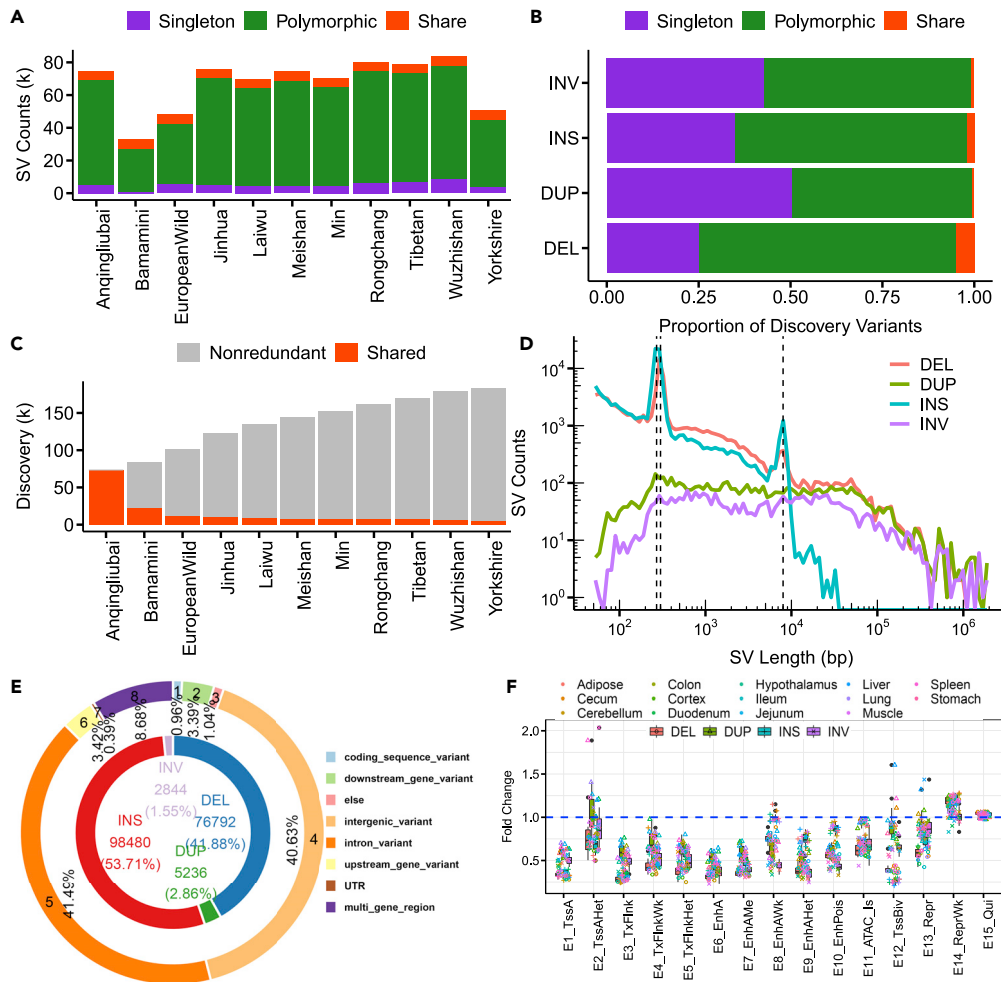 A
Singleton Polymorphic Share
SV Counts (k)
80
60
40
20
0
Anqingliubai
Bamamini
EuropeanWild
Jinhua
Laiwu
Meishan
Min
Rongchang
Tibetan
Wuzhishan
Yorkshire
B
Singleton Polymorphic Share
INV
INS
DUP
DEL
0.00 0.25 0.50 0.75 1.00
Proportion of Discovery Variants
C
Nonredundant
Shared
Discovery (k)
150
100
50
0
Anqingliubai
Bamamini
EuropeanWild
Jinhua
Laiwu
Meishan
Min
Rongchang
Tibetan
Wuzhishan
Yorkshire
D
DEL
DUP
INS
INV
SV Counts
10^4
10^3
10^2
10^1
10^0
10^2 10^3 10^4 10^5 10^6
SV Length (bp)
E
1 2 3 4 5 6 7 8
0.96%
3.39%
1.04%
40.63%
41.49%
3.42%
0.39%
8.68%
INV
2844
(1.55%)
DEL
76792
(41.88%)
INS
98480
(53.71%)
DUP
5236
(2.86%)
coding_sequence_variant
downstream_gene_variant
else
intergenic_variant
intron_variant
upstream_gene_variant
UTR
multi_gene_region
F
Adipose Colon Hypothalamus Liver Spleen
Cecum Cortex Ileum Lung Stomach
Cerebellum Duodenum Jejunum Muscle
DEL DUP INS INV
Fold Change
2.0
1.5
1.0
0.5
E1_TssA
E2_TssAHet
E3_TxFlnk
E4_TxFlnkWk
E5_TxFlnkHet
E6_EnhA
E7_EnhAMe
E8_EnhAWk
E9_EnhAHet
E10_EnhPois
E11_ATAC_Is
E12_TssBiv
E13_Repr
E14_ReprWk
E15_Qui